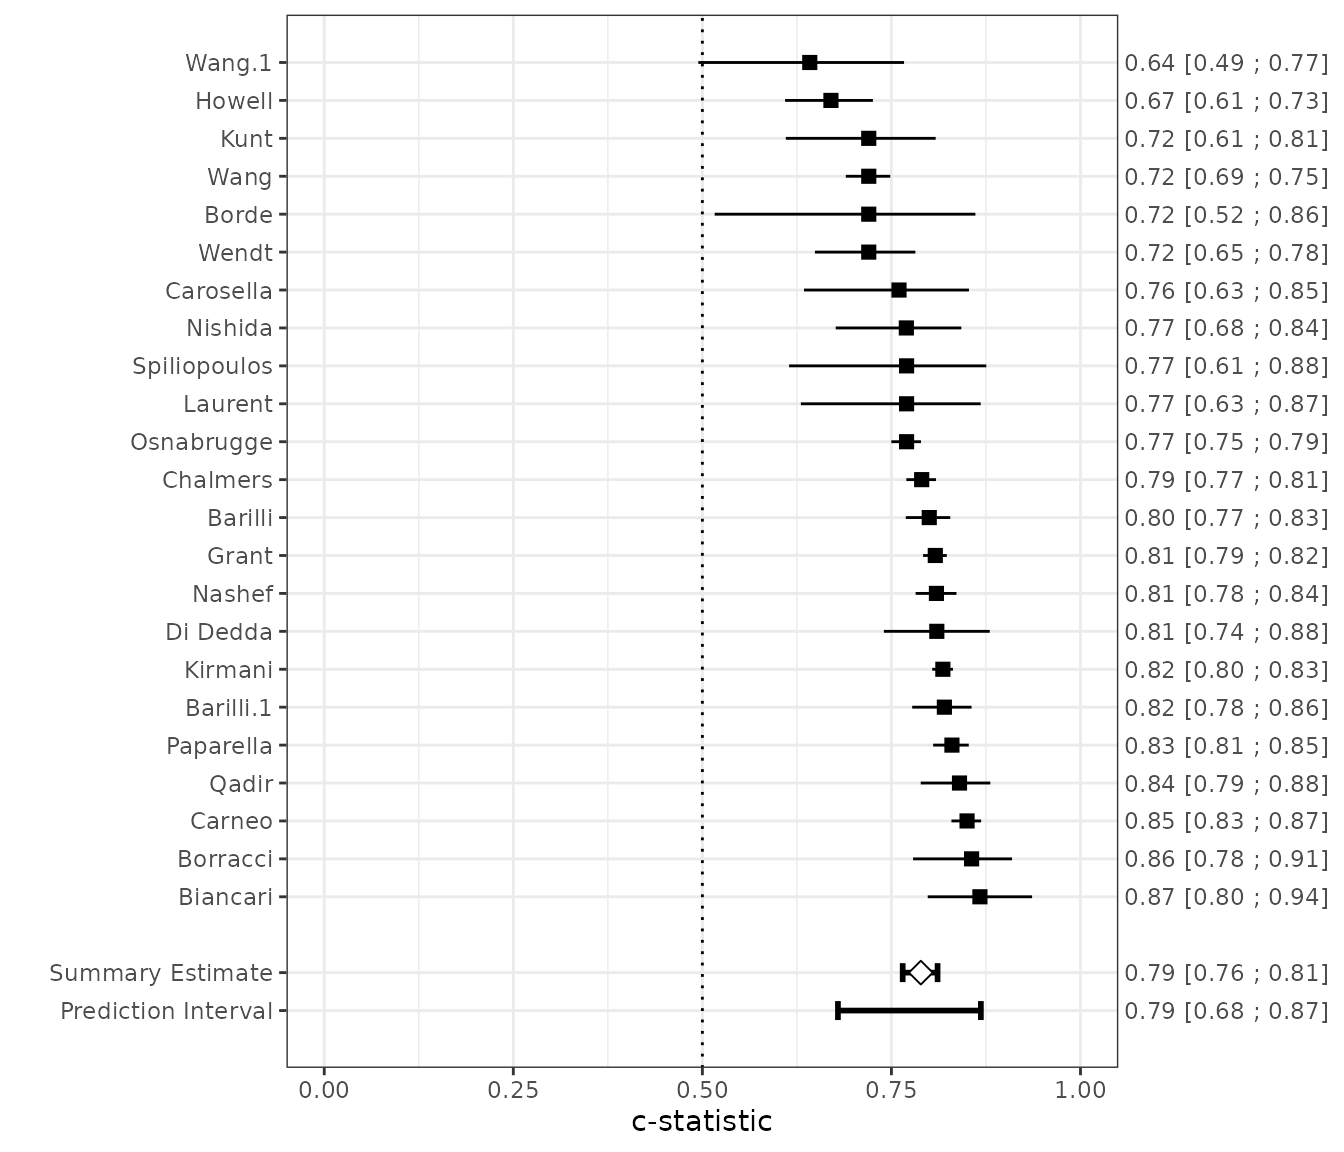 Wang.1 0.64 [0.49 ; 0.77]
Howell 0.67 [0.61 ; 0.73]
Kunt 0.72 [0.61 ; 0.81]
Wang 0.72 [0.69 ; 0.75]
Borde 0.72 [0.52 ; 0.86]
Wendt 0.72 [0.65 ; 0.78]
Carosella 0.76 [0.63 ; 0.85]
Nishida 0.77 [0.68 ; 0.84]
Spiliopoulos 0.77 [0.61 ; 0.88]
Laurent 0.77 [0.63 ; 0.87]
Osnabrugge 0.77 [0.75 ; 0.79]
Chalmers 0.79 [0.77 ; 0.81]
Barilli 0.80 [0.77 ; 0.83]
Grant 0.81 [0.79 ; 0.82]
Nashef 0.81 [0.78 ; 0.84]
Di Dedda 0.81 [0.74 ; 0.88]
Kirmani 0.82 [0.80 ; 0.83]
Barilli.1 0.82 [0.78 ; 0.86]
Paparella 0.83 [0.81 ; 0.85]
Qadir 0.84 [0.79 ; 0.88]
Carneo 0.85 [0.83 ; 0.87]
Borracci 0.86 [0.78 ; 0.91]
Biancari 0.87 [0.80 ; 0.94]
Summary Estimate 0.79 [0.76 ; 0.81]
Prediction Interval 0.79 [0.68 ; 0.87]
0.00 0.25 0.50 0.75 1.00
c-statistic